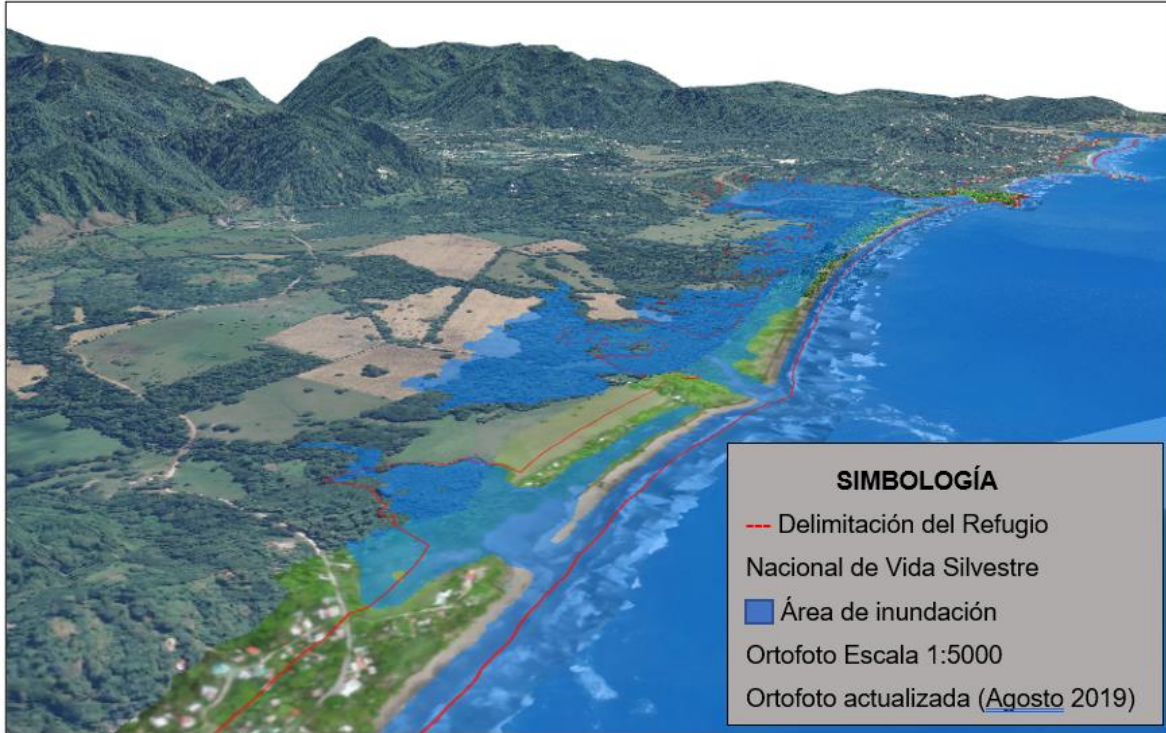 SIMBOLOGÍA
--- Delimitación del Refugio
Nacional de Vida Silvestre
Área de inundación
Ortofoto Escala 1:5000
Ortofoto actualizada (Agosto 2019)